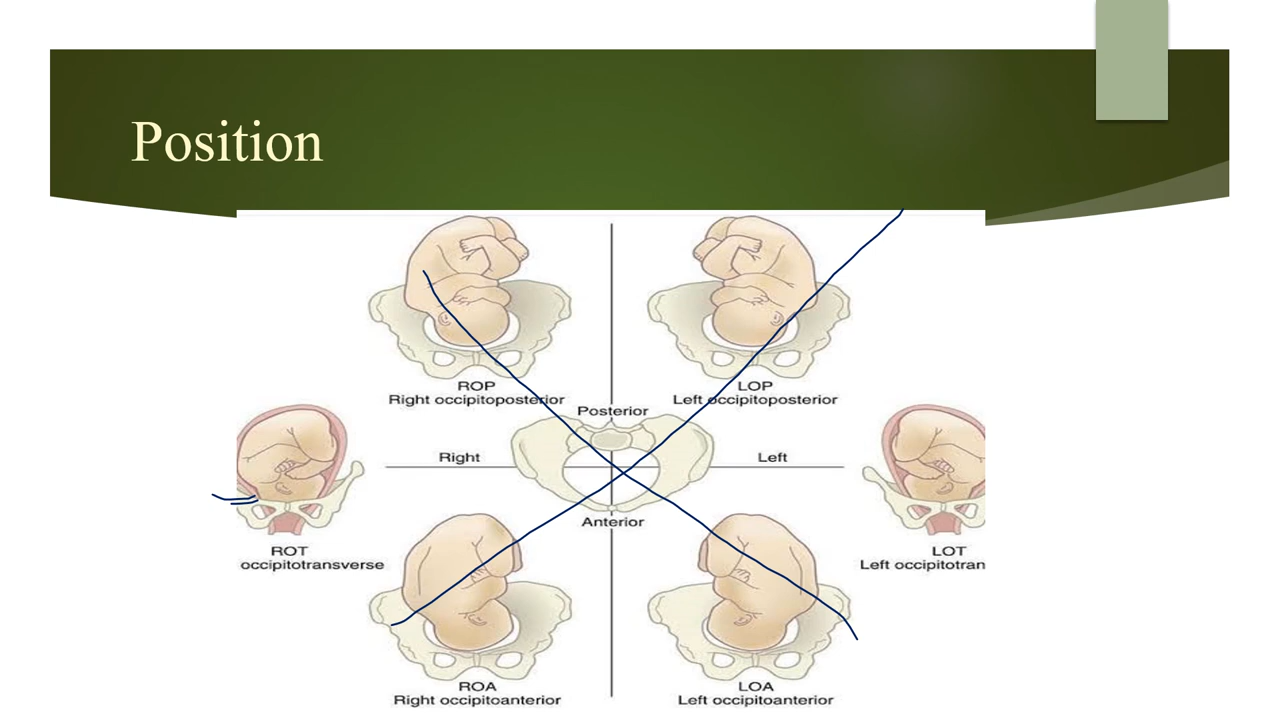 Position
ROP
Right occipitoposterior
LOP
Left occipitoposterior
Posterior
Right
Left
Anterior
ROT
occipitotransverse
LOT
Left occipitotran
ROA
Right occipitoanterior
LOA
Left occipitoanterior